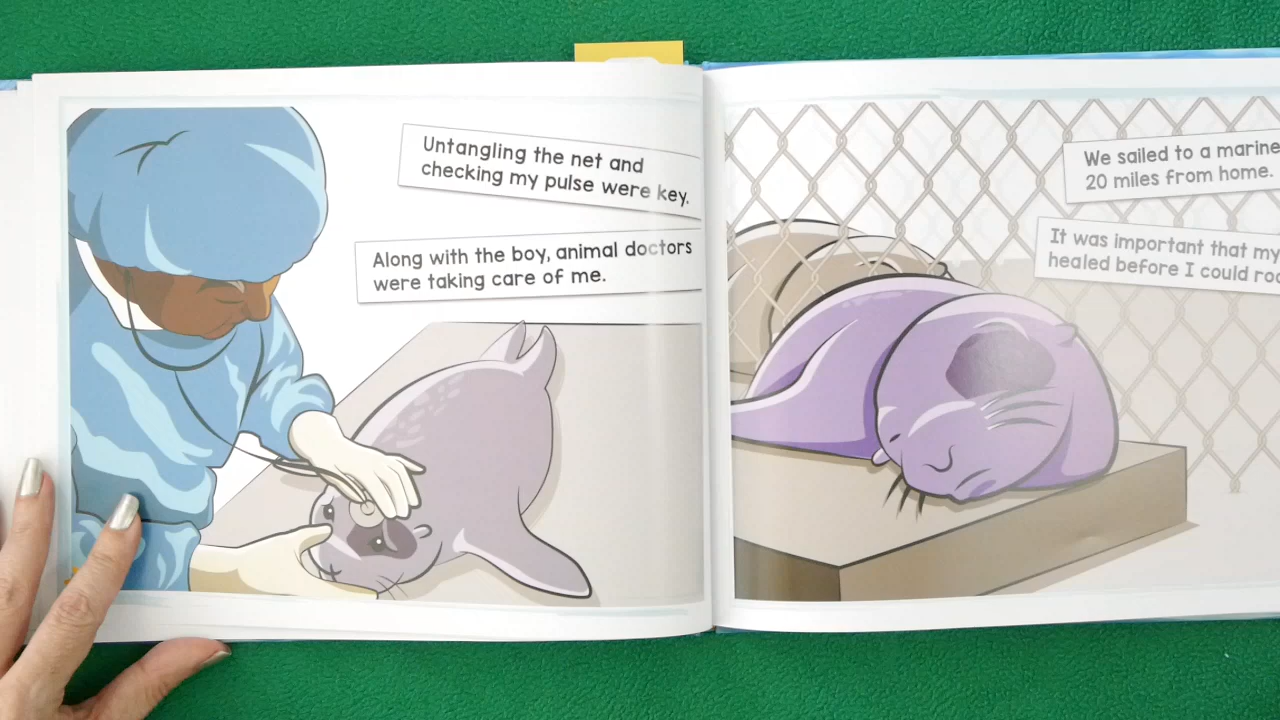 Untangling the net and
checking my pulse were key.
Along with the boy, animal doctors
were taking care of me.
We sailed to a marine
20 miles from home.
It was important that my
healed before I could